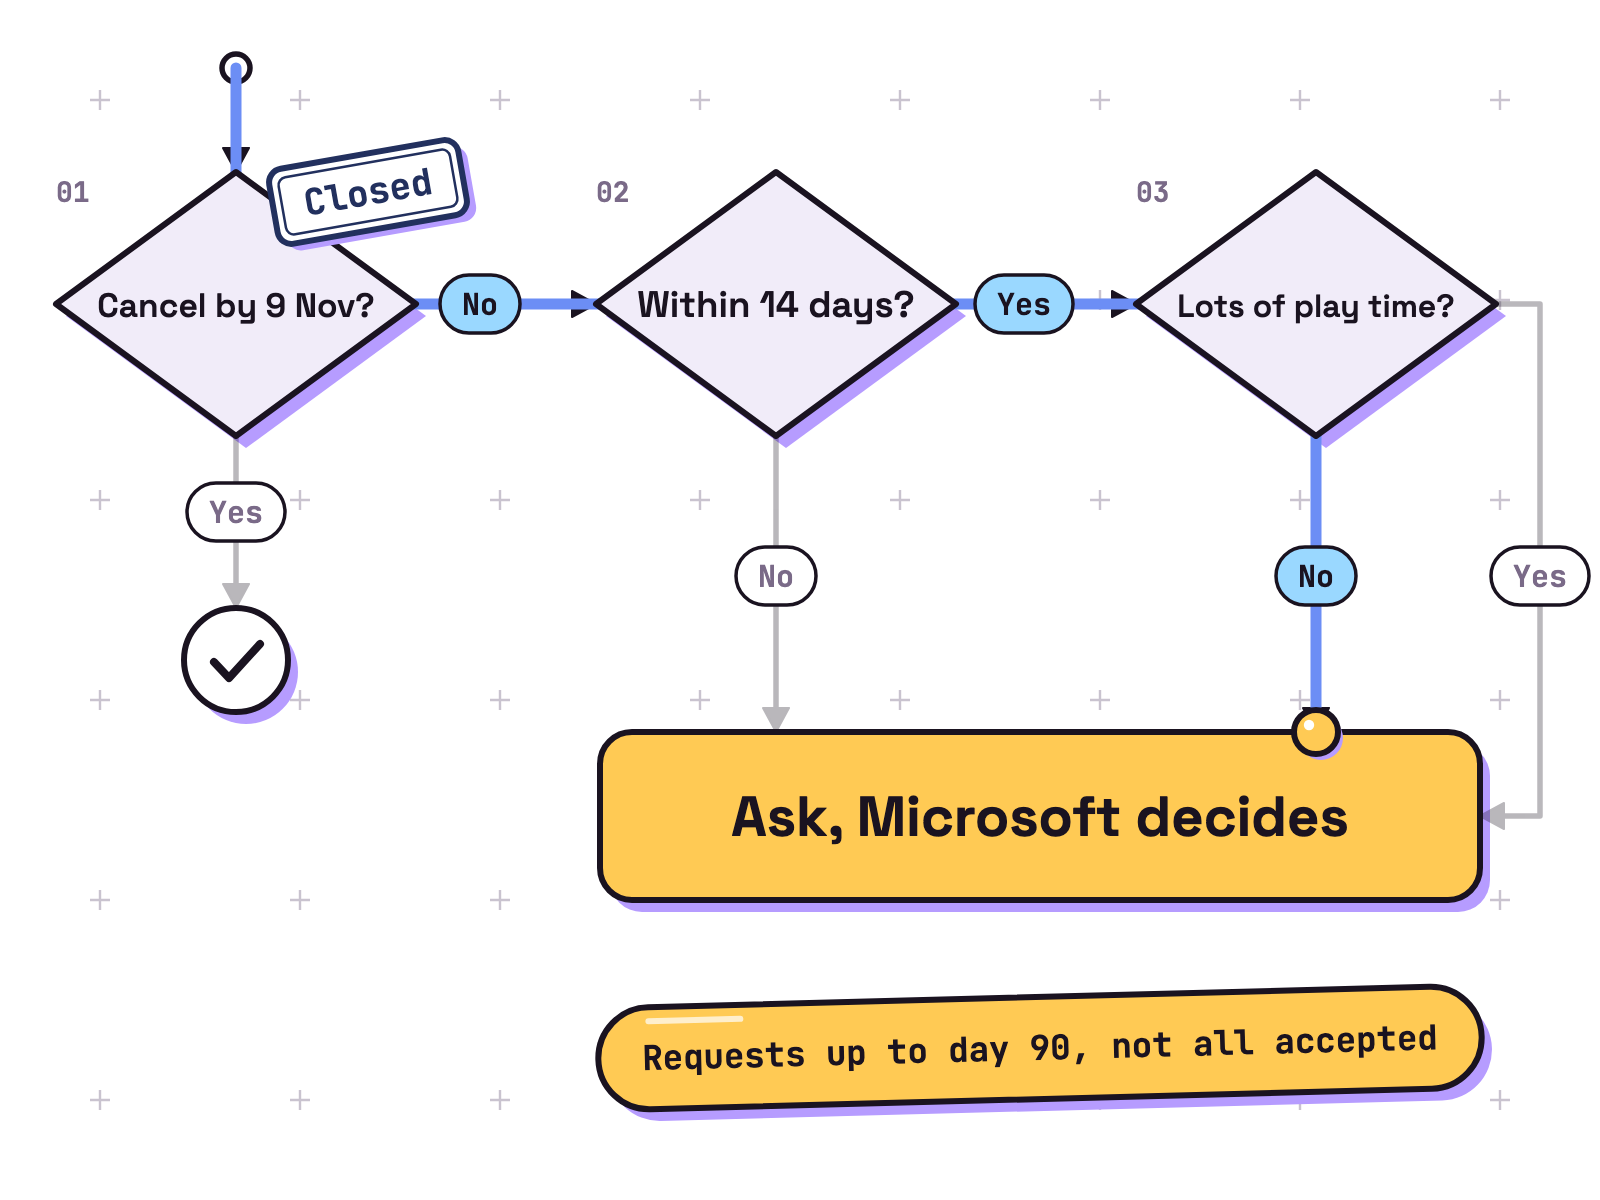 01
Closed
02
03
Cancel by 9 Nov?
No
Within 14 days?
Yes
Lots of play time?
Yes
No
No
Yes
Ask, Microsoft decides
Requests up to day 90, not all accepted